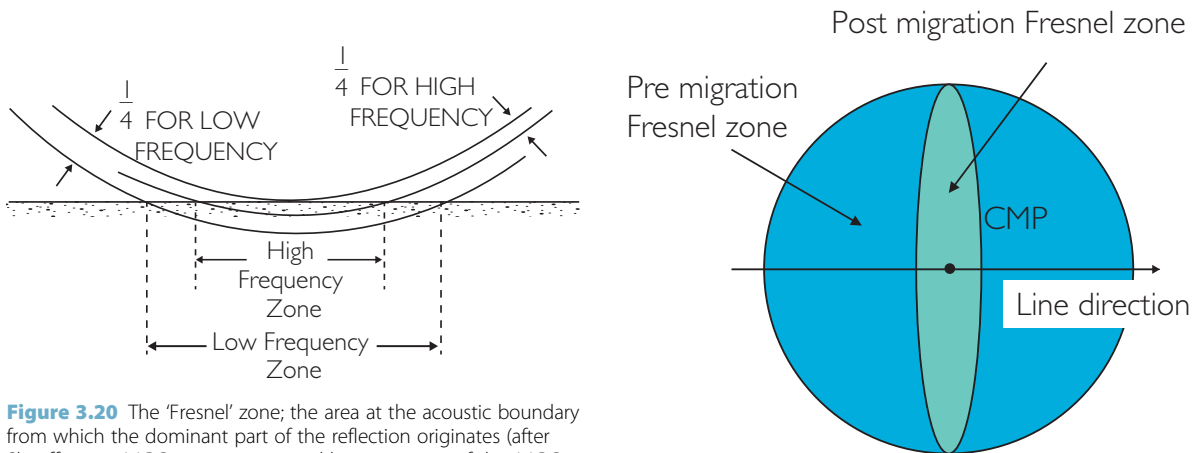 1
4 FOR LOW
FREQUENCY
1
4 FOR HIGH
FREQUENCY
High
Frequency
Zone
Low Frequency
Zone
Figure 3.20 The ‘Fresnel’ zone; the area at the acoustic boundary
from which the dominant part of the reflection originates (after
Post migration Fresnel zone
Pre migration
Fresnel zone
CMP
Line direction